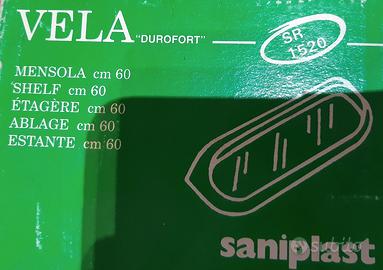 VELA "DUROFORT"
SR
1520
MENSOLA cm 60
SHELF cm 60
ÉTAGÈRE cm 60
ABLAGE cm 60
ESTANTE cm 60
saniplast
subito